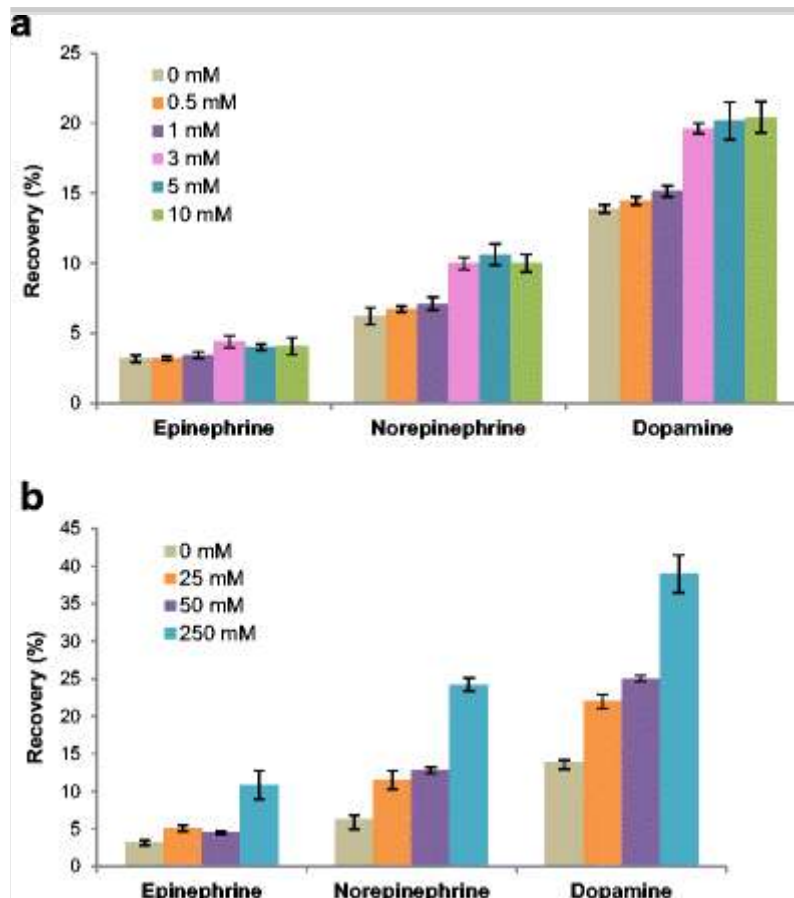 a
25
20
15
10
5
0
Recovery (%)
0 mM
0.5 mM
1 mM
3 mM
5 mM
10 mM
Epinephrine Norepinephrine Dopamine
b
45
40
35
30
25
20
15
10
5
0
Recovery (%)
0 mM
25 mM
50 mM
250 mM
Epinephrine Norepinephrine Dopamine